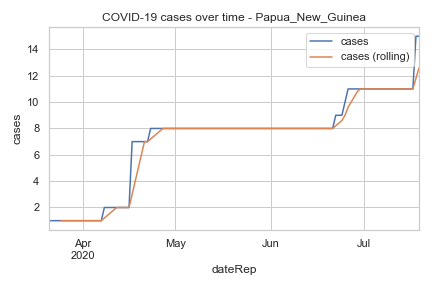 COVID-19 cases over time - Papua_New_Guinea
cases
cases (rolling)
cases
14
12
10
8
6
4
2
Apr
2020
May
Jun
Jul
dateRep